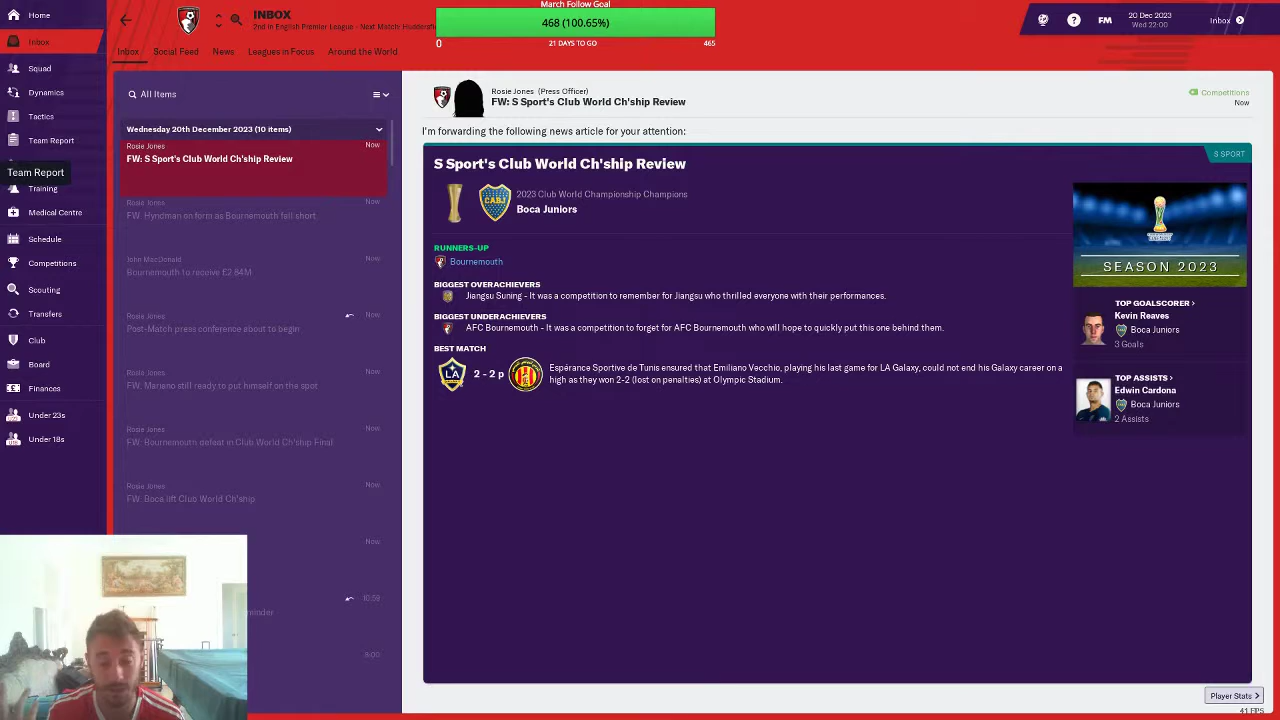 Home
Inbox
Squad
Dynamics
Tactics
Team Report
Team Report
Training
Medical Centre
Schedule
Competitions
Scouting
Transfers
Club
Board
Finances
Under 23s
Under 18s
INBOX
2nd in English Premier League - Next Match: Huddersfi
March Follow Goal
468 (100.65%)
0
21 DAYS TO GO
465
FM
20 Dec 2023
Wed 22:00
Inbox
Inbox
Social Feed
News
Leagues in Focus
Around the World
All Items
Wednesday 20th December 2023 (10 items)
Rosie Jones
Now
FW: S Sport's Club World Ch'ship Review
Rosie Jones
Now
FW: Hyndman on form as Bournemouth fall short
John MacDonald
Now
Bournemouth to receive £2.84M
Rosie Jones
Now
Post-Match press conference about to begin
Rosie Jones
Now
FW: Mariano still ready to put himself on the spot
Rosie Jones
Now
FW: Bournemouth defeat in Club World Ch'ship Final
Rosie Jones
Now
FW: Boca lift Club World Ch'ship
Now
10:59
minder
8:00
Rosie Jones (Press Officer)
FW: S Sport's Club World Ch'ship Review
Competitions
Now
I'm forwarding the following news article for your attention:
S SPORT
S Sport's Club World Ch'ship Review
2023 Club World Championship Champions
Boca Juniors
RUNNERS-UP
Bournemouth
BIGGEST OVERACHIEVERS
Jiangsu Suning - It was a competition to remember for Jiangsu who thrilled everyone with their performances.
BIGGEST UNDERACHIEVERS
AFC Bournemouth - It was a competition to forget for AFC Bournemouth who will hope to quickly put this one behind them.
BEST MATCH
LA
2 - 2 p
Espérance Sportive de Tunis ensured that Emiliano Vecchio, playing his last game for LA Galaxy, could not end his Galaxy career on a
high as they won 2-2 (lost on penalties) at Olympic Stadium.
CABJ
SEASON 2023
TOP GOALSCORER
Kevin Reaves
Boca Juniors
3 Goals
TOP ASSISTS
Edwin Cardona
Boca Juniors
2 Assists
Player Stats
41 FPS